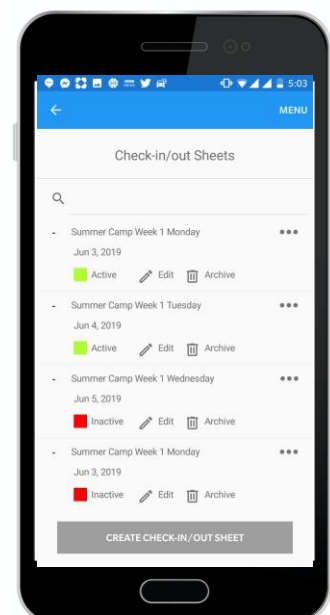 5:03
MENU
Check-in/out Sheets
- Summer Camp Week 1 Monday
Jun 3, 2019
Active Edit Archive
- Summer Camp Week 1 Tuesday
Jun 4, 2019
Active Edit Archive
- Summer Camp Week 1 Wednesday
Jun 5, 2019
Inactive Edit Archive
- Summer Camp Week 1 Monday
Jun 3, 2019
Inactive Edit Archive
CREATE CHECK-IN/OUT SHEET